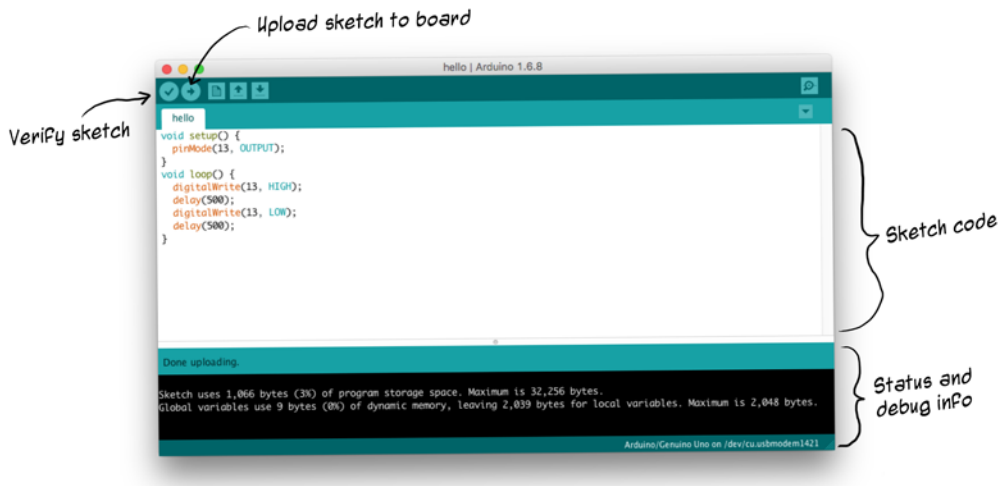 Upload sketch to board
hello | Arduino 1.6.8
Verify sketch
hello
void setup() {
  pinMode(13, OUTPUT);
}
void loop() {
  digitalWrite(13, HIGH);
  delay(500);
  digitalWrite(13, LOW);
  delay(500);
}
Sketch code
Done uploading.
Sketch uses 1,066 bytes (3%) of program storage space. Maximum is 32,256 bytes.
Global variables use 9 bytes (0%) of dynamic memory, leaving 2,039 bytes for local variables. Maximum is 2,048 bytes.
Status and
debug info
Arduino/Genuino Uno on /dev/cu.usbmodem1421